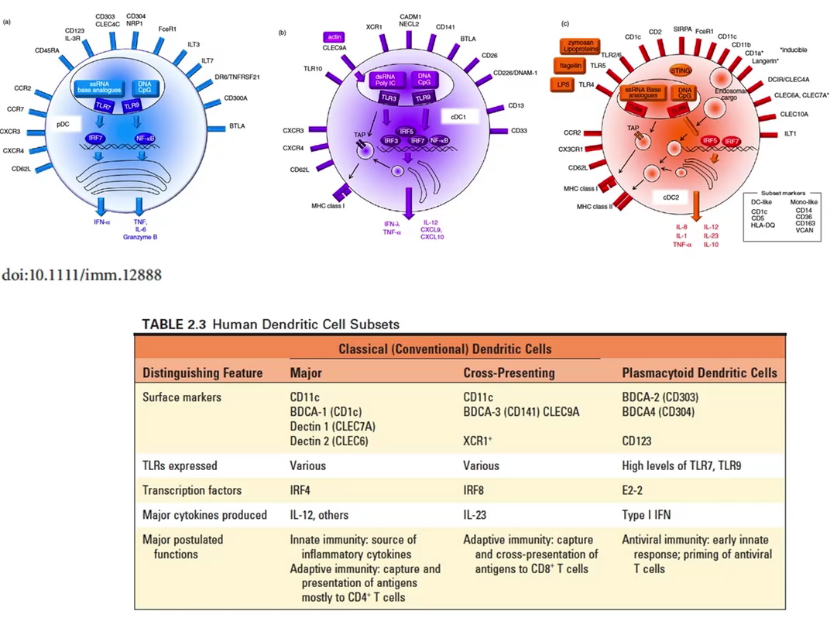 (a)
CD303
CLEC4C
CD304
NRP1
CD123
IL-3R
FceR1
CD45RA
ILT3
ILT7
DR6/TNFRSF21
CD300A
BTLA
CCR2
CCR7
CXCR3
CXCR4
CD62L
pDC
ssRNA
base analogues
DNA
CpG
TLR7
TLR9
IRF7
NF-κB
IFN-α
TNF,
IL-6
Granzyme B
(b)
actin
CLEC9A
XCR1
CADM1
NECL2
CD141
BTLA
CD26
CD226/DNAM-1
CD13
CD33
TLR10
CXCR3
CXCR4
CD62L
MHC class I
dsRNA
Poly IC
DNA
CpG
TLR3
TLR9
cDC1
TAP
IRF5
IRF3
IRF7
NF-κB
IFN-λ
TNF-α
IL-12
CXCL9,
CXCL10
(c)
zymosan
Lipoproteins
flagellin
LPS
TLR2/6
TLR5
TLR4
CD1c
CD2
SIRPA
FceR1
CD11c
CD11b
CD1a*
Langerin*
*Inducible
DCIR/CLEC4A
CLEC6A, CLEC7A*
CLEC10A
ILT1
STING
ssRNA Base
analogues
DNA
CpG
Endosomal
cargo
TAP
IRF5
IRF7
CCR2
CX3CR1
CD62L
MHC class I
MHC class II
cDC2
IL-8
IL-1
TNF-α
IL-12
IL-23
IL-10
Subset markers
DC-like
Mono-like
CD1c
CD5
HLA-DQ
CD14
CD36
CD163
VCAN
doi:10.1111/imm.12888
TABLE 2.3 Human Dendritic Cell Subsets
Classical (Conventional) Dendritic Cells
Distinguishing Feature Major Cross-Presenting Plasmacytoid Dendritic Cells
Surface markers CD11c CD11c BDCA-2 (CD303)
BDCA-1 (CD1c) BDCA-3 (CD141) CLEC9A BDCA4 (CD304)
Dectin 1 (CLEC7A)
Dectin 2 (CLEC6) XCR1⁺ CD123
TLRs expressed Various Various High levels of TLR7, TLR9
Transcription factors IRF4 IRF8 E2-2
Major cytokines produced IL-12, others IL-23 Type I IFN
Major postulated Innate immunity: source of Adaptive immunity: capture Antiviral immunity: early innate
functions inflammatory cytokines and cross-presentation of response; priming of antiviral
Adaptive immunity: capture and antigens to CD8⁺ T cells T cells
presentation of antigens
mostly to CD4⁺ T cells